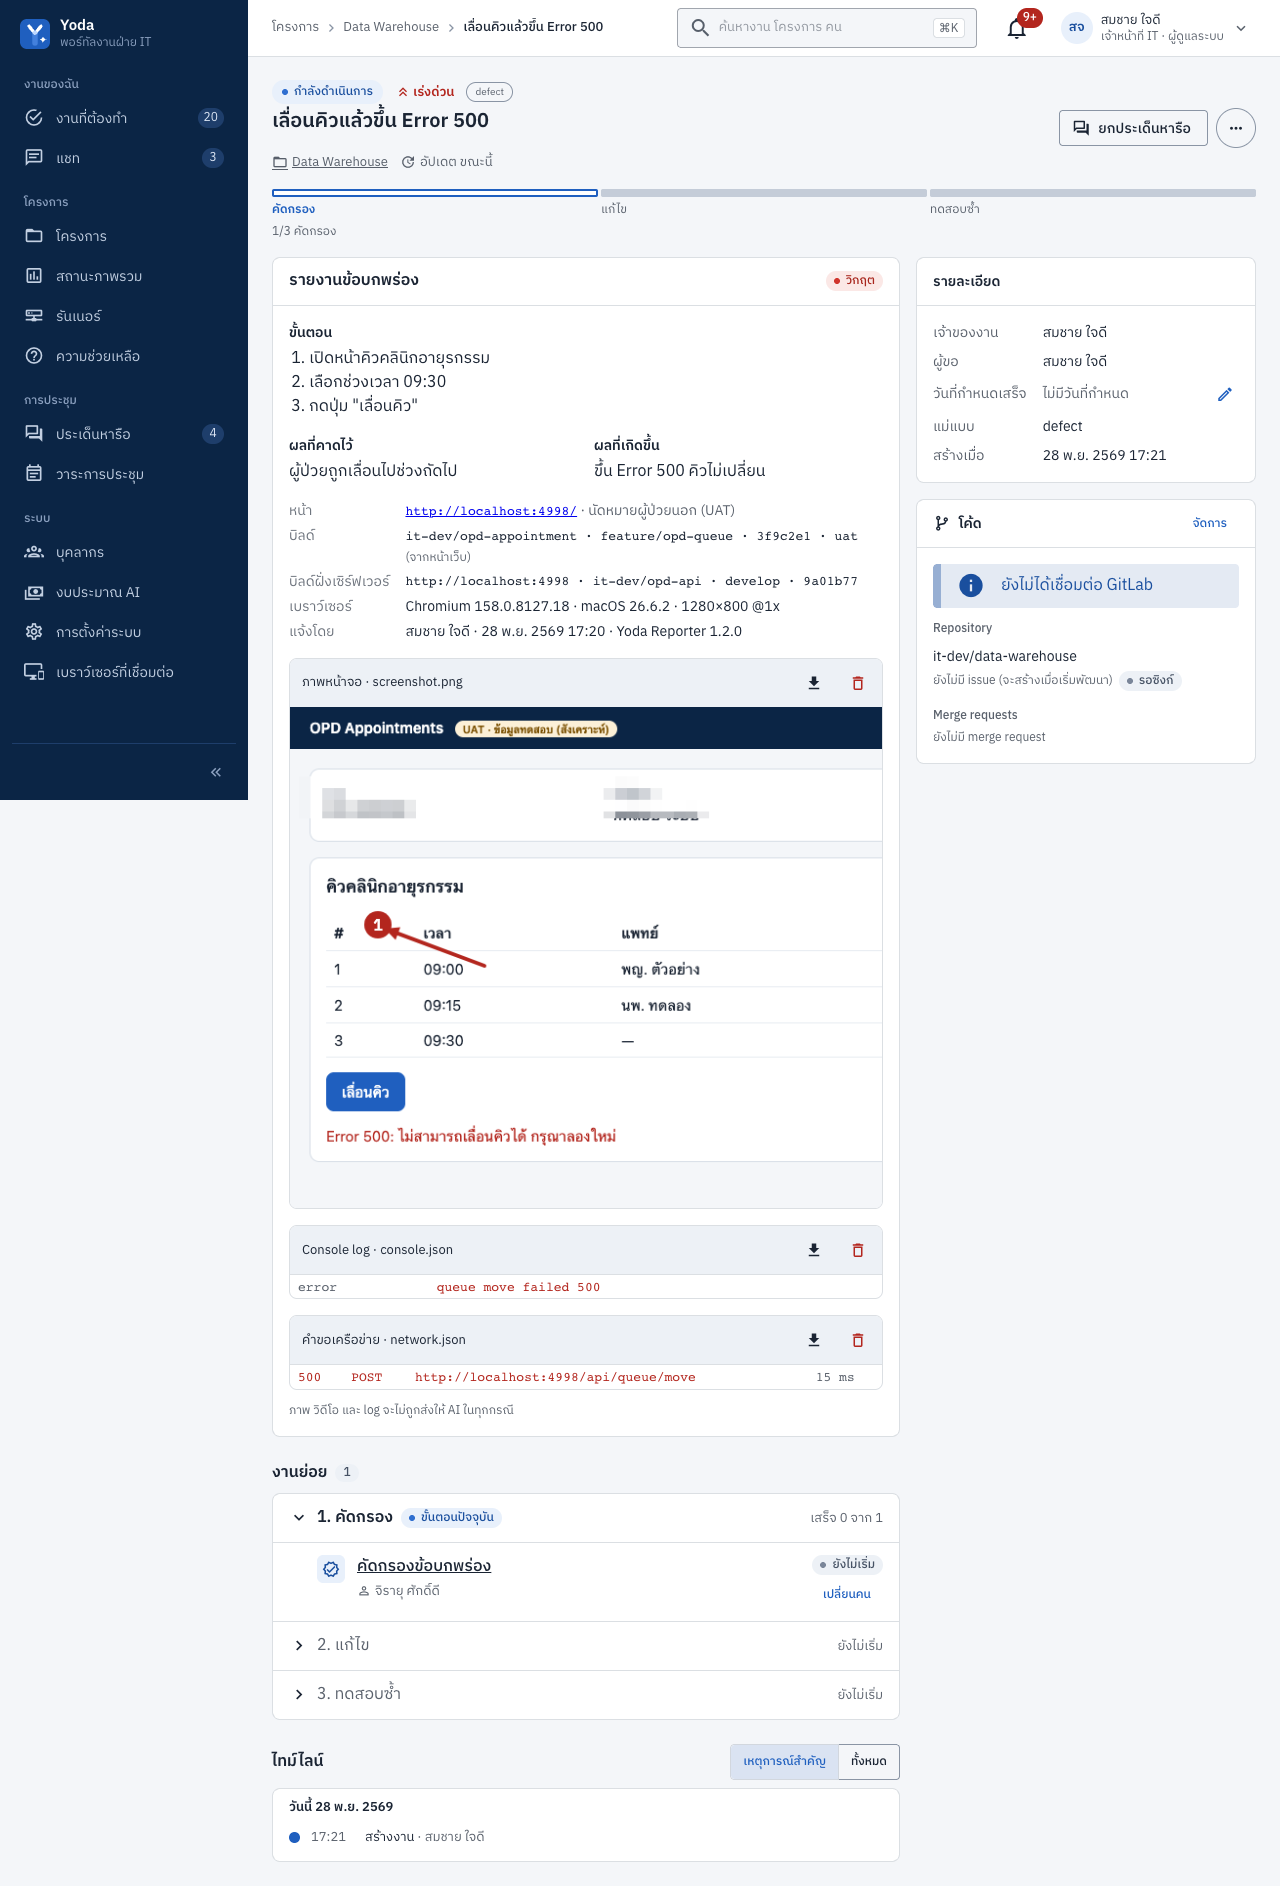 Yoda
พอร์ทัลงานฝ่าย IT
งานของฉัน
งานที่ต้องทำ 20
แชท 3
โครงการ
โครงการ
สถานะภาพรวม
รันเนอร์
ความช่วยเหลือ
การประชุม
ประเด็นหารือ 4
วาระการประชุม
ระบบ
บุคลากร
งบประมาณ AI
การตั้งค่าระบบ
เบราว์เซอร์ที่เชื่อมต่อ
โครงการ > Data Warehouse > เลื่อนคิวแล้วขึ้น Error 500
ค้นหางาน โครงการ คน ⌘K
9+
สจ
สมชาย ใจดี
เจ้าหน้าที่ IT · ผู้ดูแลระบบ
กำลังดำเนินการ เร่งด่วน defect
เลื่อนคิวแล้วขึ้น Error 500
ยกประเด็นหารือ
Data Warehouse อัปเดต ขณะนี้
คัดกรอง แก้ไข ทดสอบซ้ำ
1/3 คัดกรอง
รายงานข้อบกพร่อง วิกฤต
ขั้นตอน
1. เปิดหน้าคิวคลินิกอายุรกรรม
2. เลือกช่วงเวลา 09:30
3. กดปุ่ม "เลื่อนคิว"
ผลที่คาดไว้ ผลที่เกิดขึ้น
ผู้ป่วยถูกเลื่อนไปช่วงถัดไป ขึ้น Error 500 คิวไม่เปลี่ยน
หน้า http://localhost:4998/ · นัดหมายผู้ป่วยนอก (UAT)
บิลด์ it-dev/opd-appointment · feature/opd-queue · 3f9c2e1 · uat
(จากหน้าเว็บ)
บิลด์ฝั่งเซิร์ฟเวอร์ http://localhost:4998 · it-dev/opd-api · develop · 9a01b77
เบราว์เซอร์ Chromium 158.0.8127.18 · macOS 26.6.2 · 1280×800 @1x
แจ้งโดย สมชาย ใจดี · 28 พ.ย. 2569 17:20 · Yoda Reporter 1.2.0
ภาพหน้าจอ · screenshot.png
OPD Appointments UAT · ข้อมูลทดสอบ (สังเคราะห์)
คิวคลินิกอายุรกรรม
# 1 เวลา แพทย์
1 09:00 พญ. ตัวอย่าง
2 09:15 นพ. ทดลอง
3 09:30 —
เลื่อนคิว
Error 500: ไม่สามารถเลื่อนคิวได้ กรุณาลองใหม่
Console log · console.json
error queue move failed 500
คำขอเครือข่าย · network.json
500 POST http://localhost:4998/api/queue/move 15 ms
ภาพ วิดีโอ และ log จะไม่ถูกส่งให้ AI ในทุกกรณี
งานย่อย 1
1. คัดกรอง ขั้นตอนปัจจุบัน เสร็จ 0 จาก 1
คัดกรองข้อบกพร่อง ยังไม่เริ่ม
จิรายุ ศักดิ์ดี เปลี่ยนคน
2. แก้ไข ยังไม่เริ่ม
3. ทดสอบซ้ำ ยังไม่เริ่ม
ไทม์ไลน์ เหตุการณ์สำคัญ ทั้งหมด
วันนี้ 28 พ.ย. 2569
17:21 สร้างงาน · สมชาย ใจดี
รายละเอียด
เจ้าของงาน สมชาย ใจดี
ผู้ขอ สมชาย ใจดี
วันที่กำหนดเสร็จ ไม่มีวันที่กำหนด
แม่แบบ defect
สร้างเมื่อ 28 พ.ย. 2569 17:21
โค้ด จัดการ
ยังไม่ได้เชื่อมต่อ GitLab
Repository
it-dev/data-warehouse
ยังไม่มี issue (จะสร้างเมื่อเริ่มพัฒนา) รอซิงก์
Merge requests
ยังไม่มี merge request